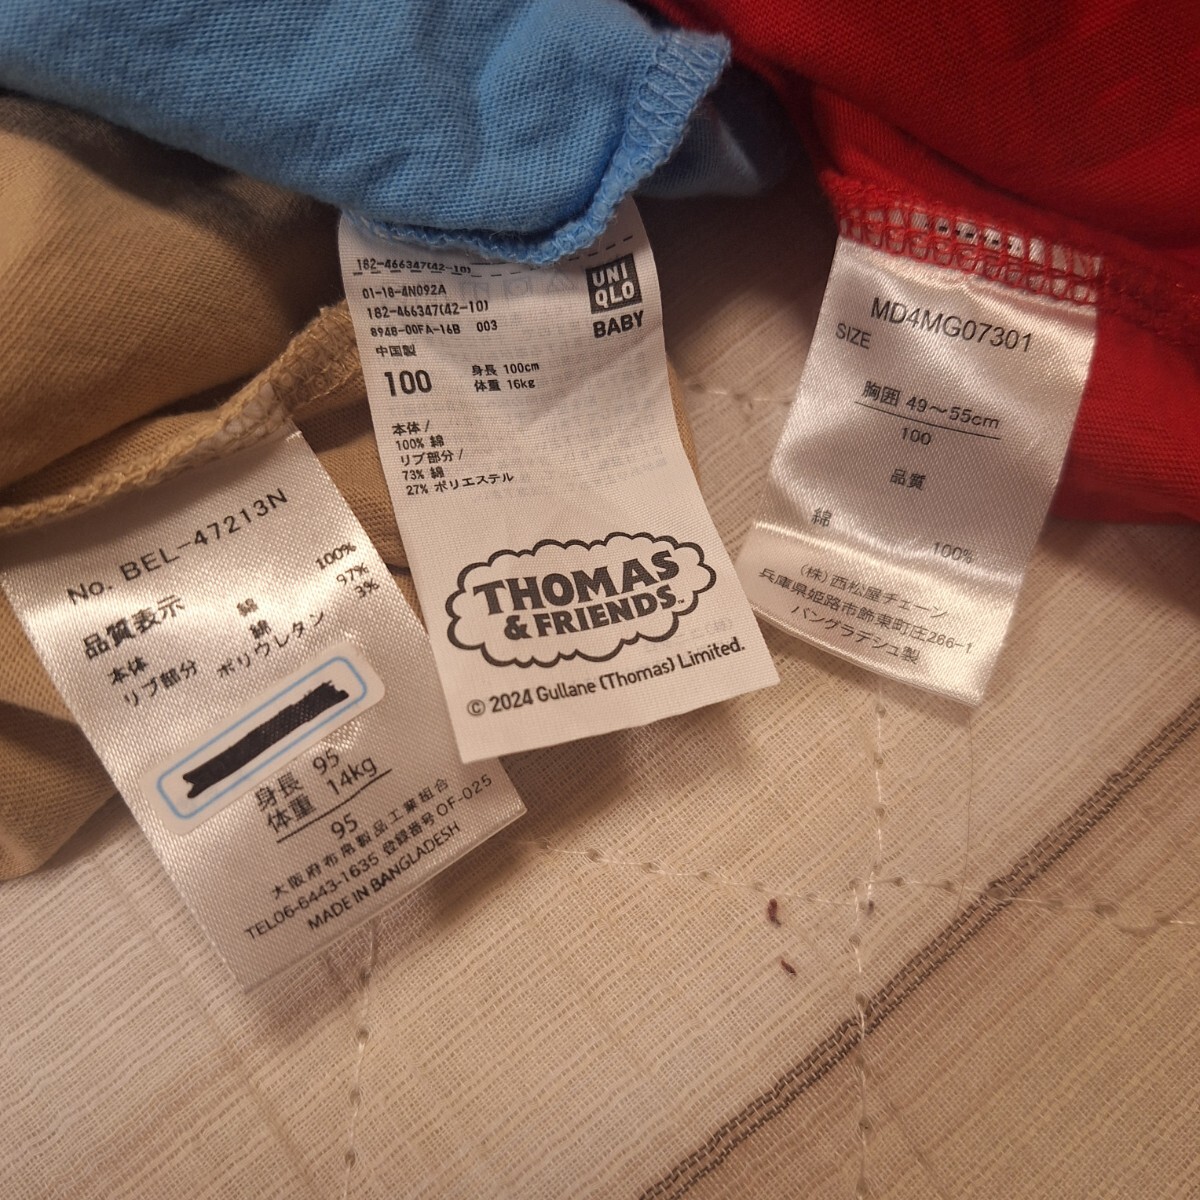 No. BEL-47213N
品質表示
本体 綿 100%
リブ部分 綿 97%
ポリウレタン 3%
身長 95
体重 14kg
95
大阪府布帛製品工業組合
TEL06-6443-1635 登録番号 OF-025
MADE IN BANGLADESH
182-466347(42-10)
01-18-4N092A
182-466347(42-10)
8948-00FA-16B 003
中国製
UNI
QLO
BABY
100
身長 100cm
体重 16kg
本体/
100% 綿
リブ部分/
73% 綿
27% ポリエステル
THOMAS
& FRIENDS™
© 2024 Gullane (Thomas) Limited.
MD4MG07301
SIZE
胸囲 49～55cm
100
品質
綿 100%
(株)西松屋チェーン
兵庫県姫路市飾東町庄266-1
バングラデシュ製